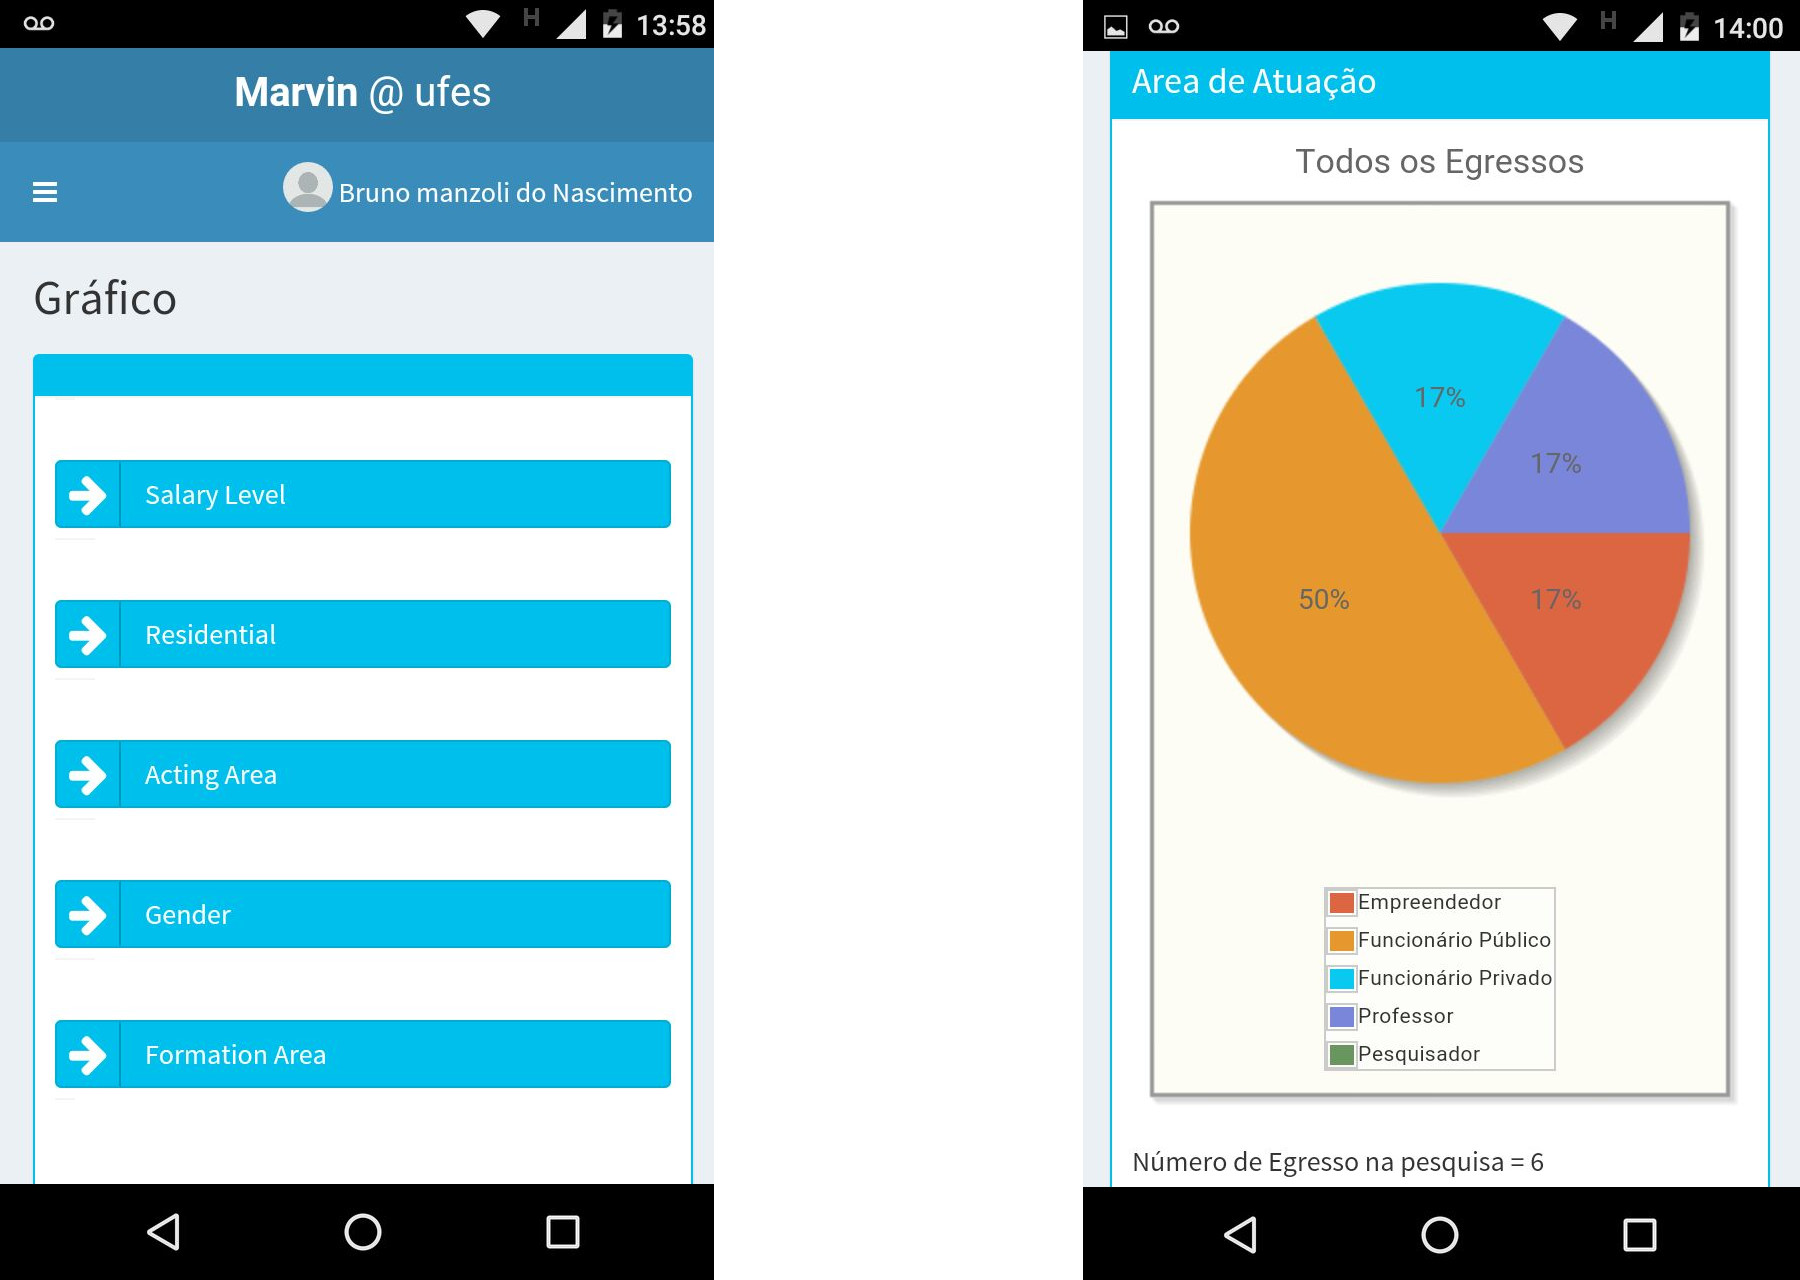 13:58
Marvin @ ufes
Bruno manzoli do Nascimento
Gráfico
Salary Level
Residential
Acting Area
Gender
Formation Area
H
14:00
H
Area de Atuação
Todos os Egressos
17%
17%
50%
17%
Empreendedor
Funcionário Público
Funcionário Privado
Professor
Pesquisador
Número de Egresso na pesquisa = 6